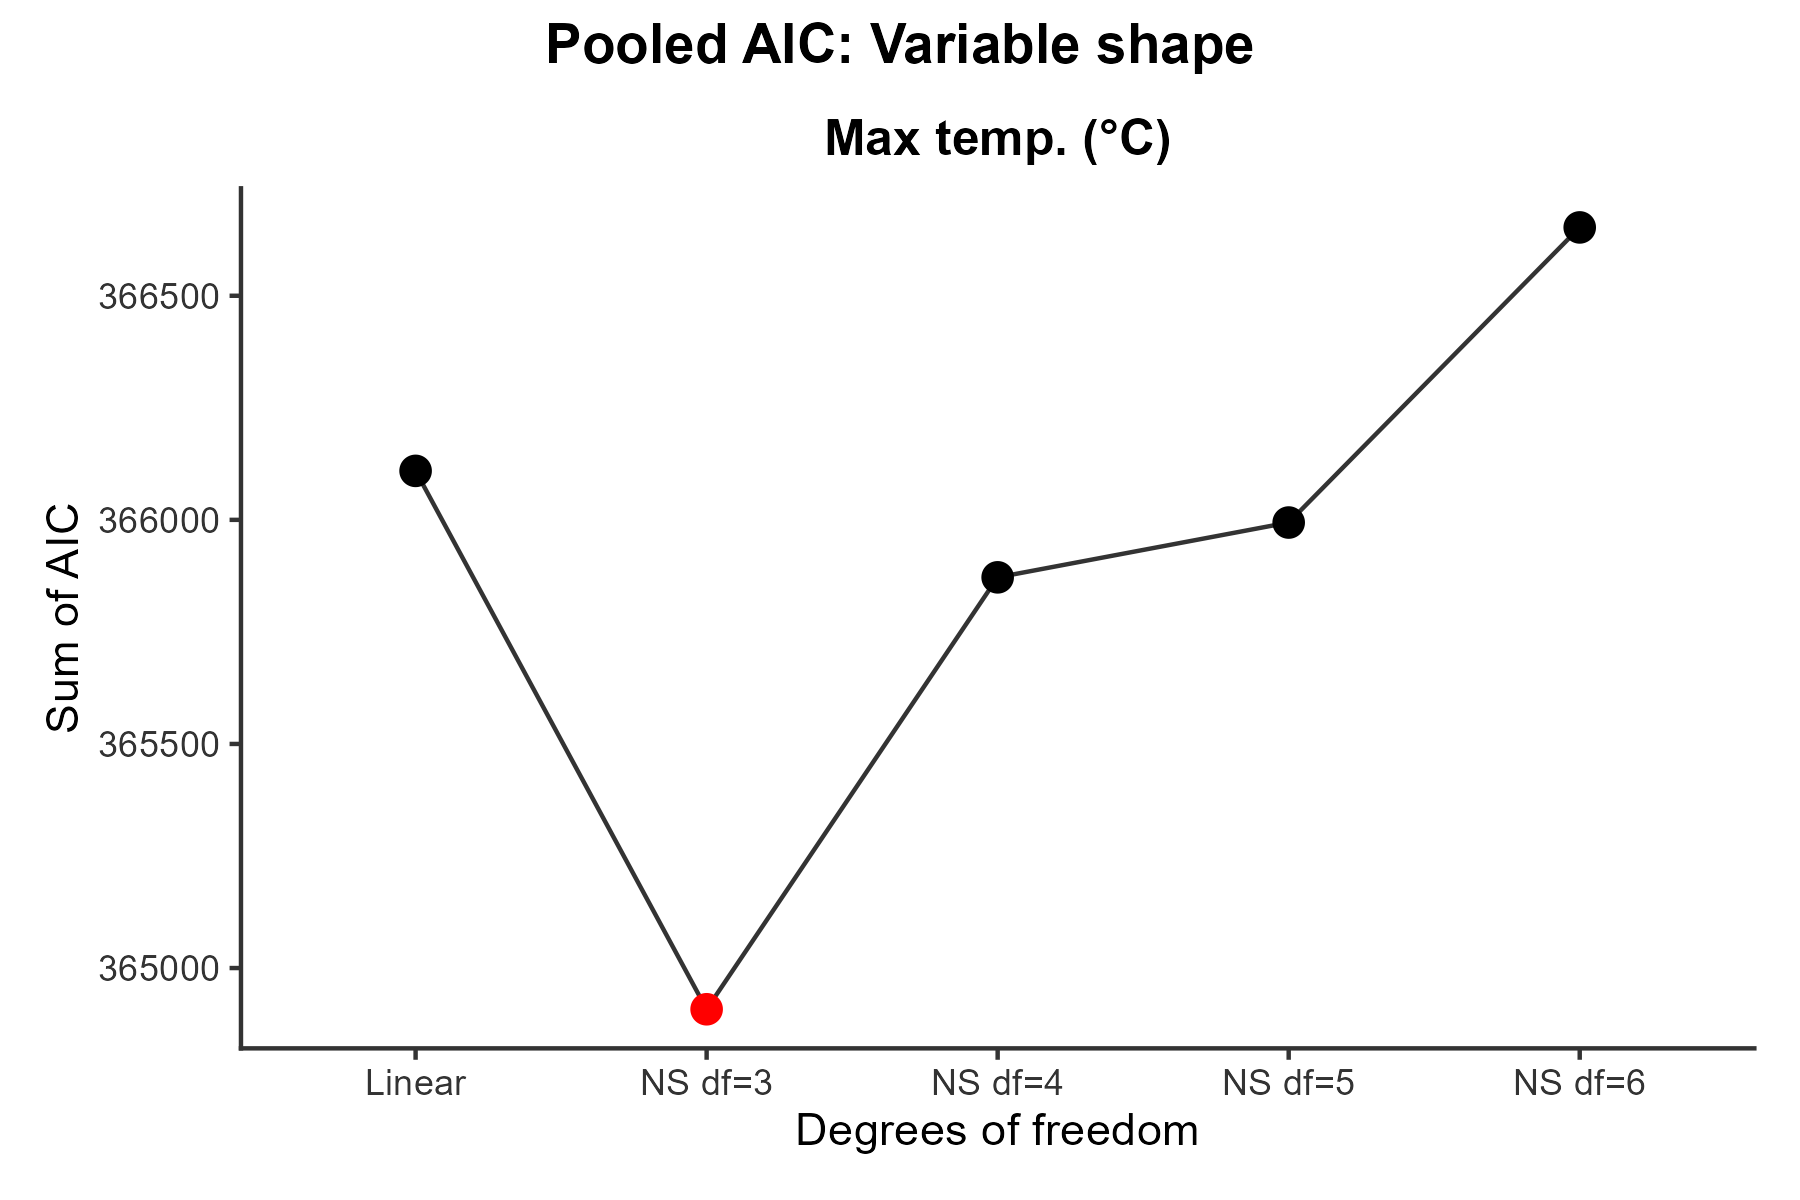 Pooled AIC: Variable shape
Max temp. (°C)
Sum of AIC
366500
366000
365500
365000
Linear
NS df=3
NS df=4
NS df=5
NS df=6
Degrees of freedom